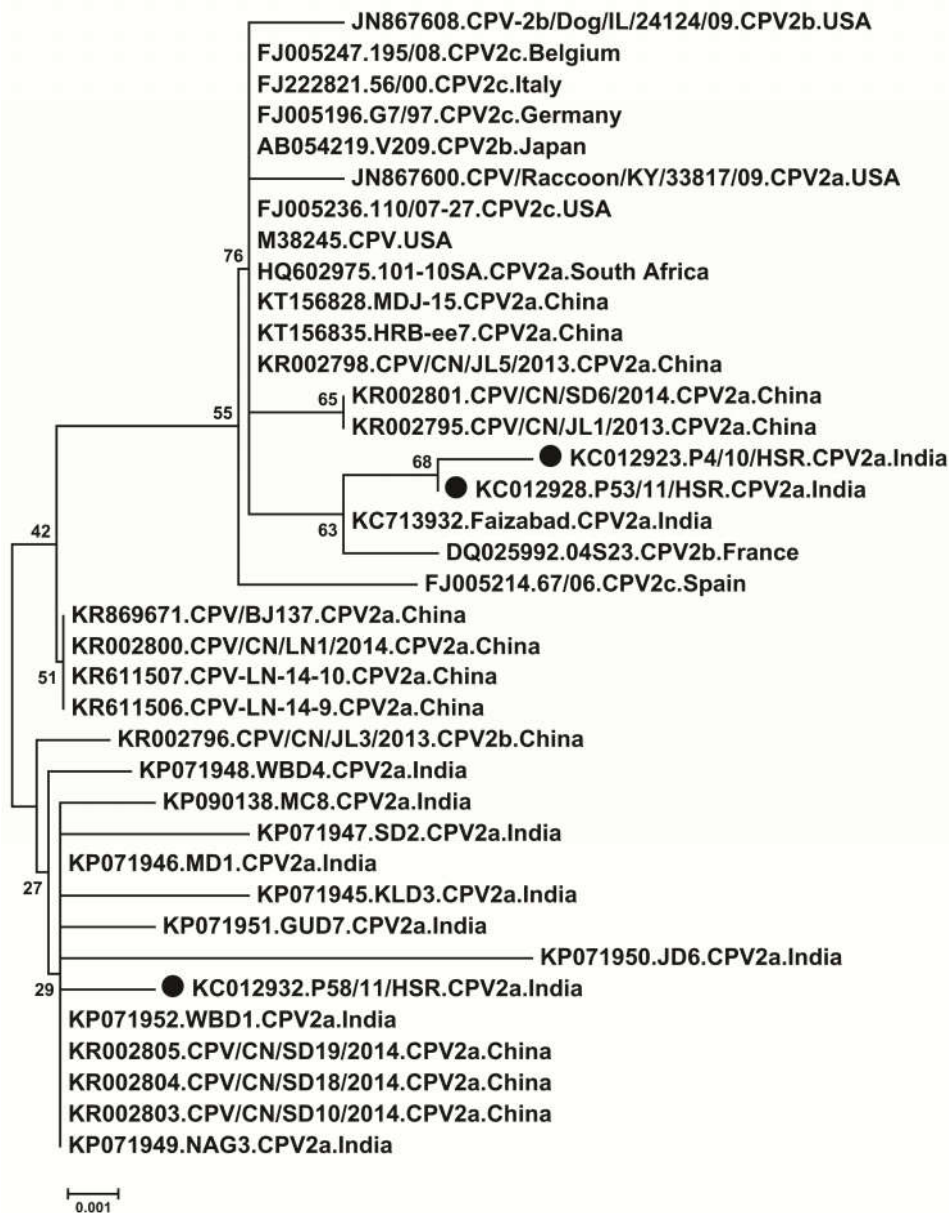 JN867608.CPV-2b/Dog/IL/24124/09.CPV2b.USA
FJ005247.195/08.CPV2c.Belgium
FJ222821.56/00.CPV2c.Italy
FJ005196.G7/97.CPV2c.Germany
AB054219.V209.CPV2b.Japan
JN867600.CPV/Raccoon/KY/33817/09.CPV2a.USA
FJ005236.110/07-27.CPV2c.USA
M38245.CPV.USA
76
HQ602975.101-10SA.CPV2a.South Africa
KT156828.MDJ-15.CPV2a.China
KT156835.HRB-ee7.CPV2a.China
KR002798.CPV/CN/JL5/2013.CPV2a.China
65
KR002801.CPV/CN/SD6/2014.CPV2a.China
55
KR002795.CPV/CN/JL1/2013.CPV2a.China
68
KC012923.P4/10/HSR.CPV2a.India
KC012928.P53/11/HSR.CPV2a.India
KC713932.Faizabad.CPV2a.India
63
42
DQ025992.04S23.CPV2b.France
FJ005214.67/06.CPV2c.Spain
KR869671.CPV/BJ137.CPV2a.China
KR002800.CPV/CN/LN1/2014.CPV2a.China
51
KR611507.CPV-LN-14-10.CPV2a.China
KR611506.CPV-LN-14-9.CPV2a.China
KR002796.CPV/CN/JL3/2013.CPV2b.China
KP071948.WBD4.CPV2a.India
KP090138.MC8.CPV2a.India
KP071947.SD2.CPV2a.India
KP071946.MD1.CPV2a.India
27
KP071945.KLD3.CPV2a.India
KP071951.GUD7.CPV2a.India
KP071950.JD6.CPV2a.India
29
KC012932.P58/11/HSR.CPV2a.India
KP071952.WBD1.CPV2a.India
KR002805.CPV/CN/SD19/2014.CPV2a.China
KR002804.CPV/CN/SD18/2014.CPV2a.China
KR002803.CPV/CN/SD10/2014.CPV2a.China
KP071949.NAG3.CPV2a.India
0.001